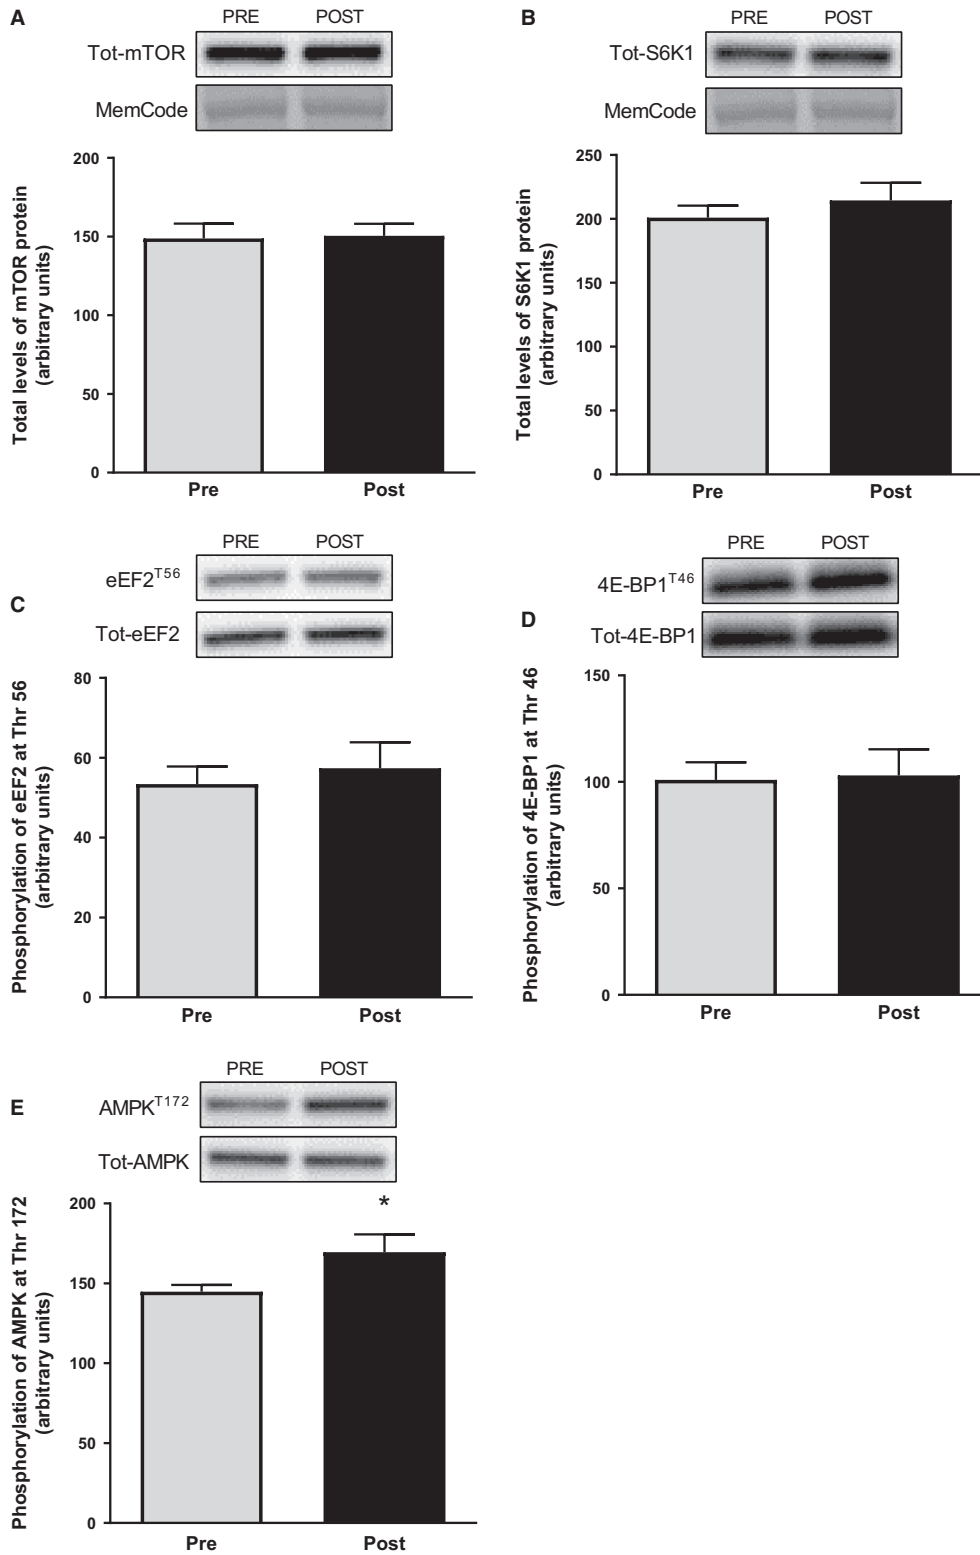 A
PRE POST
Tot-mTOR
MemCode
Total levels of mTOR protein
(arbitrary units)
200
150
100
50
0
Pre Post
B
PRE POST
Tot-S6K1
MemCode
Total levels of S6K1 protein
(arbitrary units)
250
200
150
100
50
0
Pre Post
C
PRE POST
eEF2T56
Tot-eEF2
Phosphorylation of eEF2 at Thr 56
(arbitrary units)
80
60
40
20
0
Pre Post
D
PRE POST
4E-BP1T46
Tot-4E-BP1
Phosphorylation of 4E-BP1 at Thr 46
(arbitrary units)
150
100
50
0
Pre Post
E
PRE POST
AMPKT172
Tot-AMPK
Phosphorylation of AMPK at Thr 172
(arbitrary units)
200
150
100
50
0
*
Pre Post